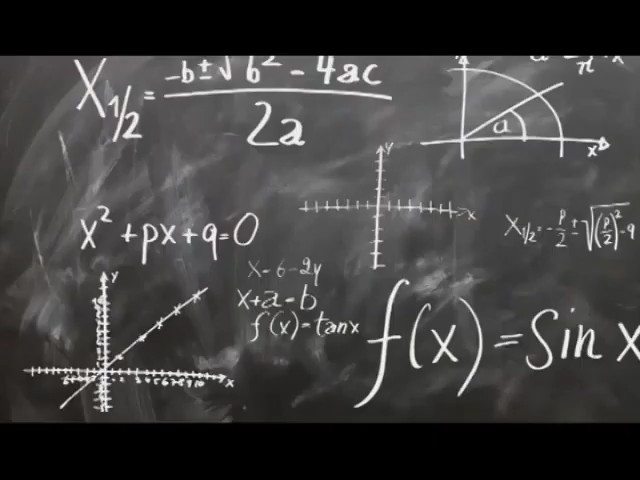 X₁/₂ = (-b ± √b² - 4ac) / 2a
a
x
y
x
x² + px + q = 0
X₁/₂ = -p/2 ± √(p/2)² - q
x = 6 - 2y
x + a = b
f(x) = tanx
f(x) = Sin x
y
x